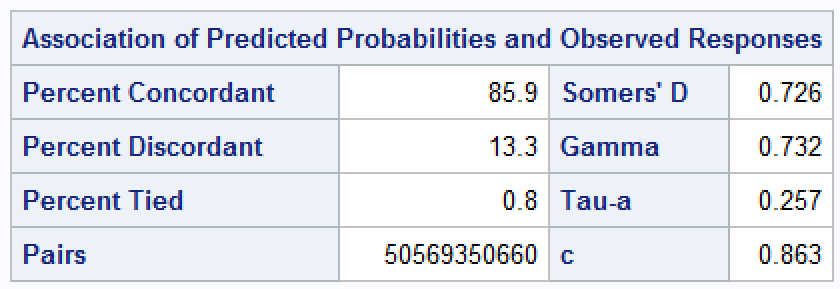 Association of Predicted Probabilities and Observed Responses
Percent Concordant 85.9 Somers' D 0.726
Percent Discordant 13.3 Gamma 0.732
Percent Tied 0.8 Tau-a 0.257
Pairs 50569350660 c 0.863